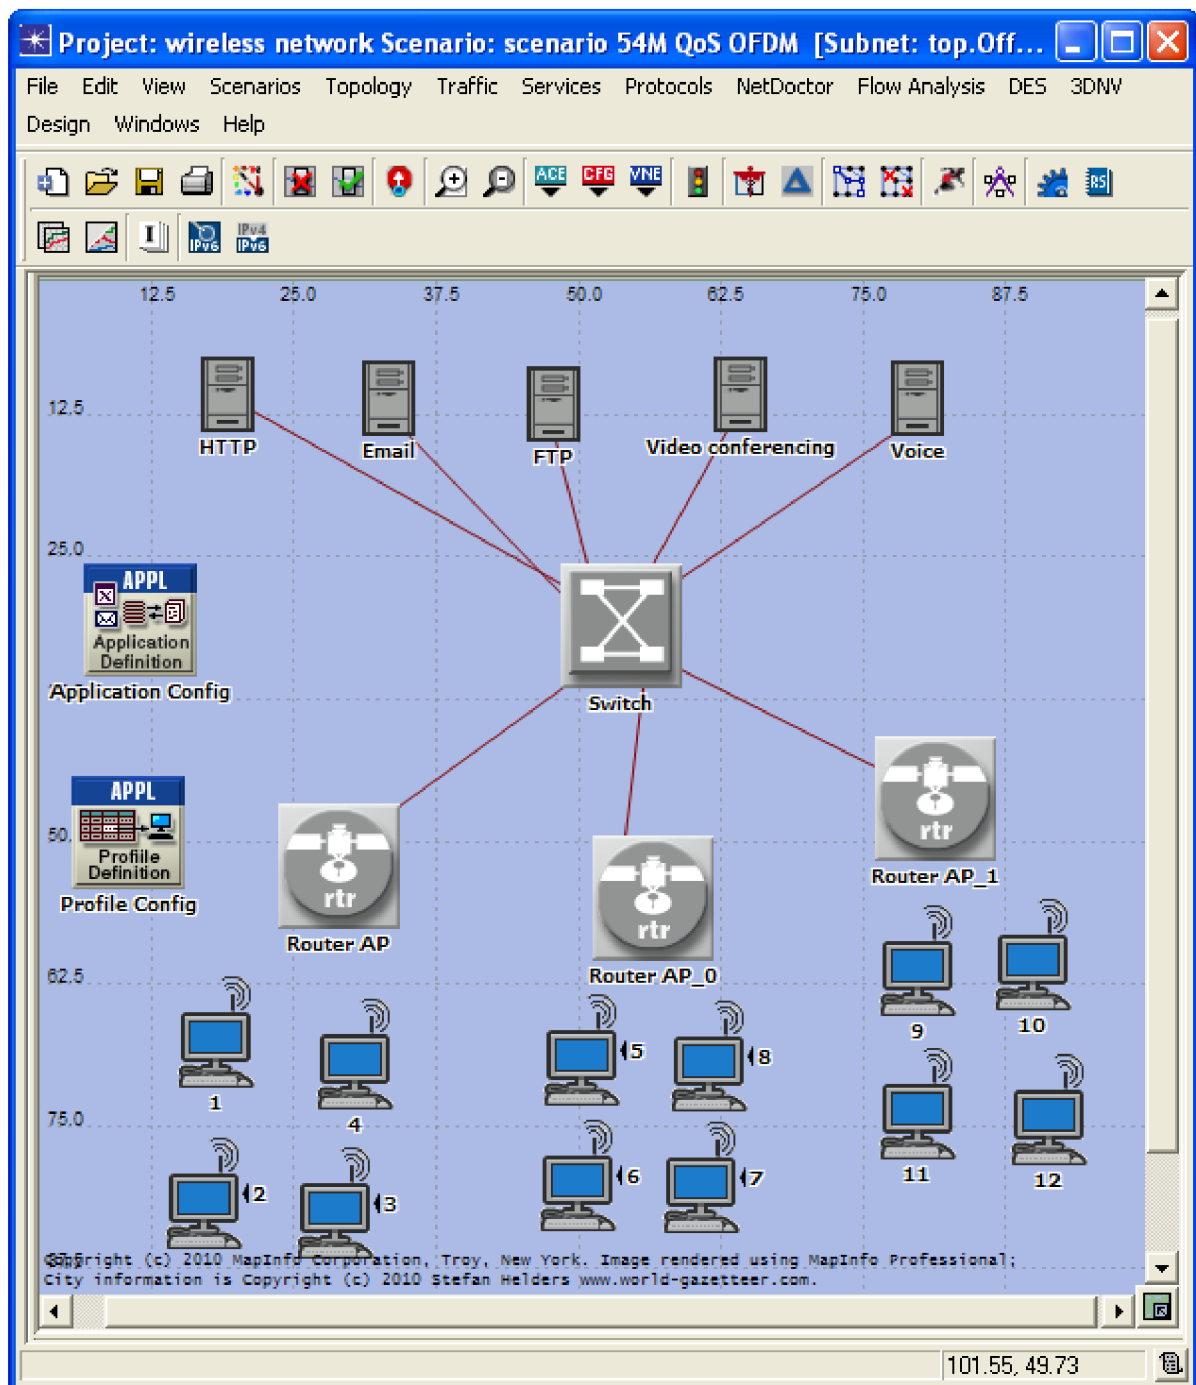 Project: wireless network Scenario: scenario 54M QoS OFDM [Subnet: top.Off...
File Edit View Scenarios Topology Traffic Services Protocols NetDoctor Flow Analysis DES 3DNV
Design Windows Help
ACE CFG VNE RS
I IPv6 IPv4 IPv6
12.5 25.0 37.5 50.0 62.5 75.0 87.5
12.5
HTTP Email FTP Video conferencing Voice
25.0
APPL
Application
Definition
Application Config
Switch
APPL
50.
Profiile
Definition
Profile Config
rtr
Router AP
rtr
Router AP_0
rtr
Router AP_1
62.5
1
4
5
8
9
10
75.0
2
3
6
7
11
12
Copyright (c) 2010 MapInfo Corporation, Troy, New York. Image rendered using MapInfo Professional;
City information is Copyright (c) 2010 Stefan Helders www.world-gazetteer.com.
101.55, 49.73